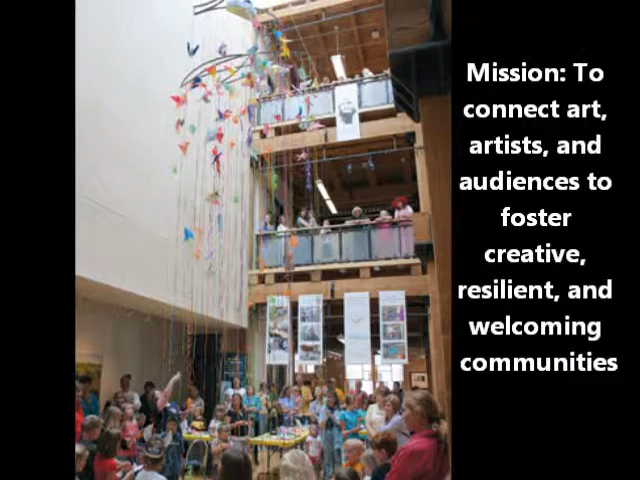 Mission: To
connect art,
artists, and
audiences to
foster
creative,
resilient, and
welcoming
communities